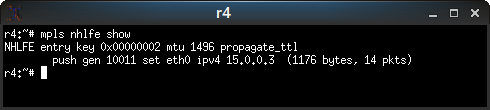 r4
r4:~# mpls nhlfe show
NHLFE entry key 0x00000002 mtu 1496 propagate_ttl
push gen 10011 set eth0 ipv4 15.0.0.3 (1176 bytes, 14 pkts)
r4:~#